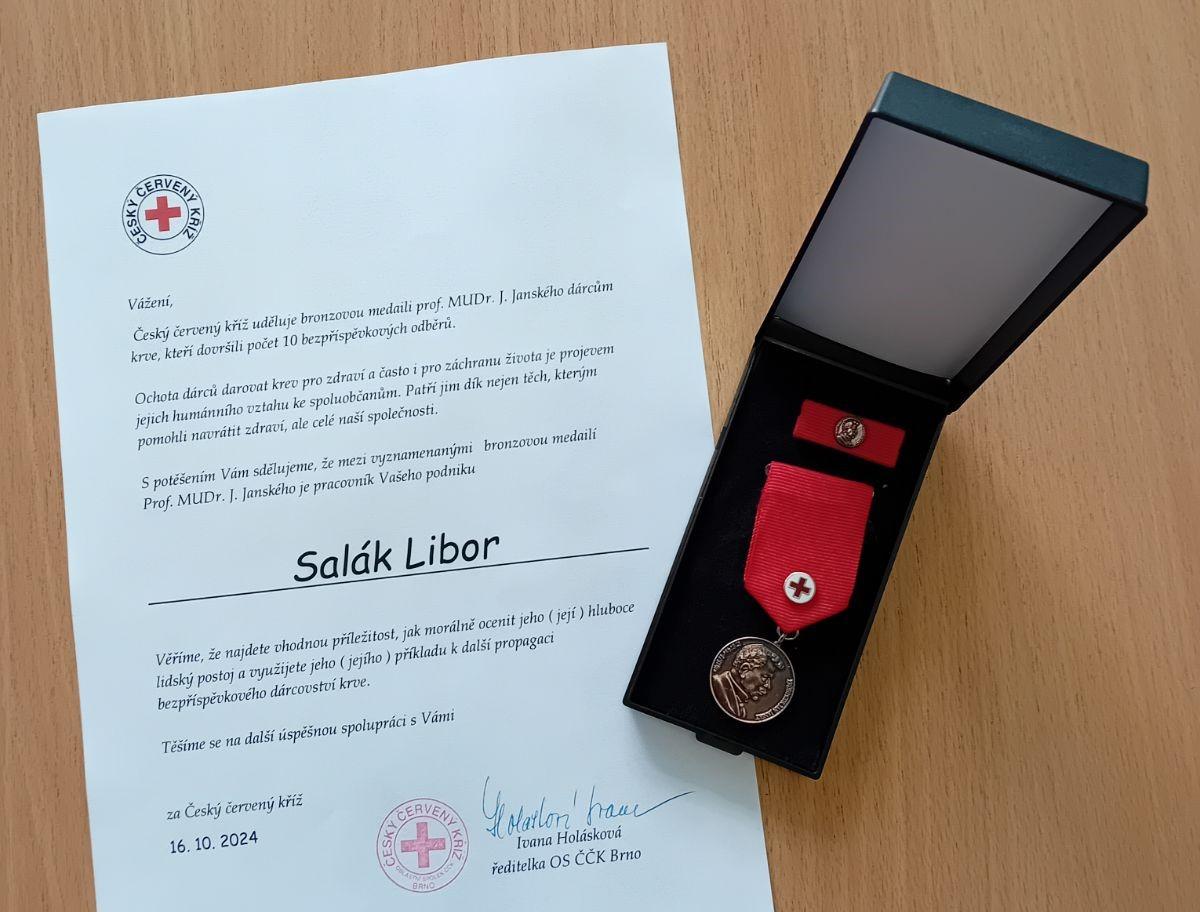 ČESKÝ ČERVENÝ KŘÍŽ
Vážení,
Český červený kříž uděluje bronzovou medaili prof. MUDr. J. Janského dárcům
krve, kteří dovršili počet 10 bezpříspěvkových odběrů.
Ochota dárců darovat krev pro zdraví a často i pro záchranu života je projevem
jejich humánního vztahu ke spoluobčanům. Patří jim dík nejen těch, kterým
pomohli navrátit zdraví, ale celé naší společnosti.
S potěšením Vám sdělujeme, že mezi vyznamenanými bronzovou medailí
Prof. MUDr. J. Janského je pracovník Vašeho podniku
Salák Libor
Věříme, že najdete vhodnou příležitost, jak morálně ocenit jeho ( její ) hluboce
lidský postoj a využijete jeho ( jejího ) příkladu k další propagaci
bezpříspěvkového dárcovství krve.
Těšíme se na další úspěšnou spolupráci s Vámi
za Český červený kříž
16. 10. 2024
ČESKÝ ČERVENÝ KŘÍŽ
OBLASTNÍ SPOLEK ČČK
BRNO
Ivana Holásková
ředitelka OS ČČK Brno